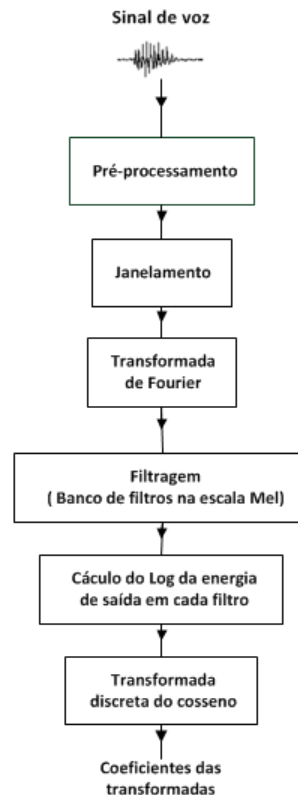 Sinal de voz
Pré-processamento
Janelamento
Transformada
de Fourier
Filtragem
( Banco de filtros na escala Mel)
Cáculo do Log da energia
de saída em cada filtro
Transformada
discreta do cosseno
Coeficientes das
transformadas